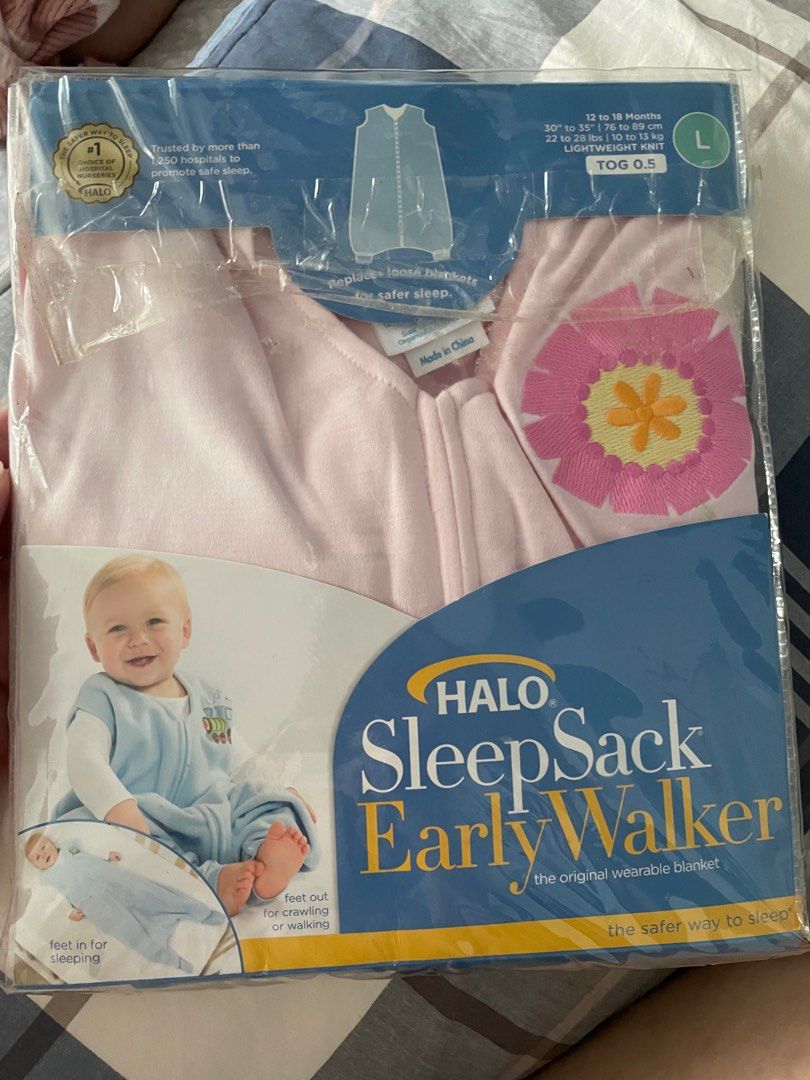 THE SAFER WAY TO SLEEP
#1
CHOICE OF
HOSPITAL
NURSERIES
HALO
Trusted by more than
1,250 hospitals to
promote safe sleep.
12 to 18 Months
30" to 35" | 76 to 89 cm
22 to 28 lbs | 10 to 13 kg
LIGHTWEIGHT KNIT
TOG 0.5
L
Replaces loose blankets
for safer sleep.
Made in China
HALO®
SleepSack®
EarlyWalker
the original wearable blanket
feet out
for crawling
or walking
feet in for
sleeping
the safer way to sleep®